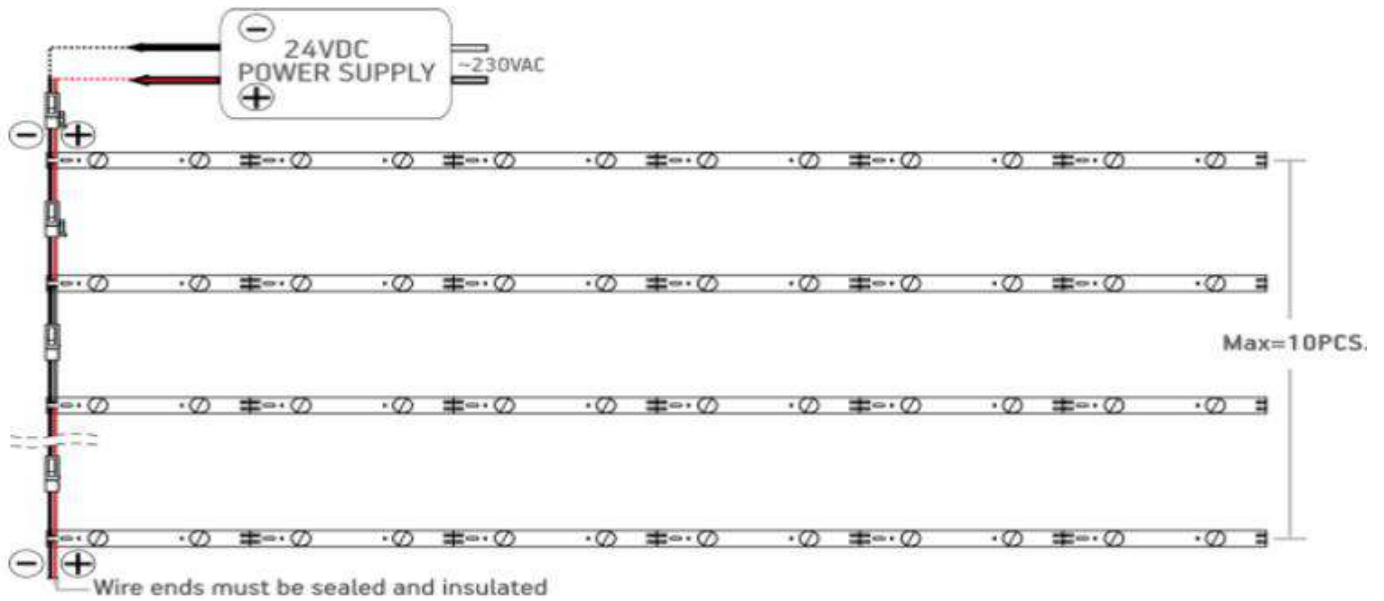 −
24VDC
POWER SUPPLY
+
~230VAC
− +
Max=10PCS.
− +
Wire ends must be sealed and insulated